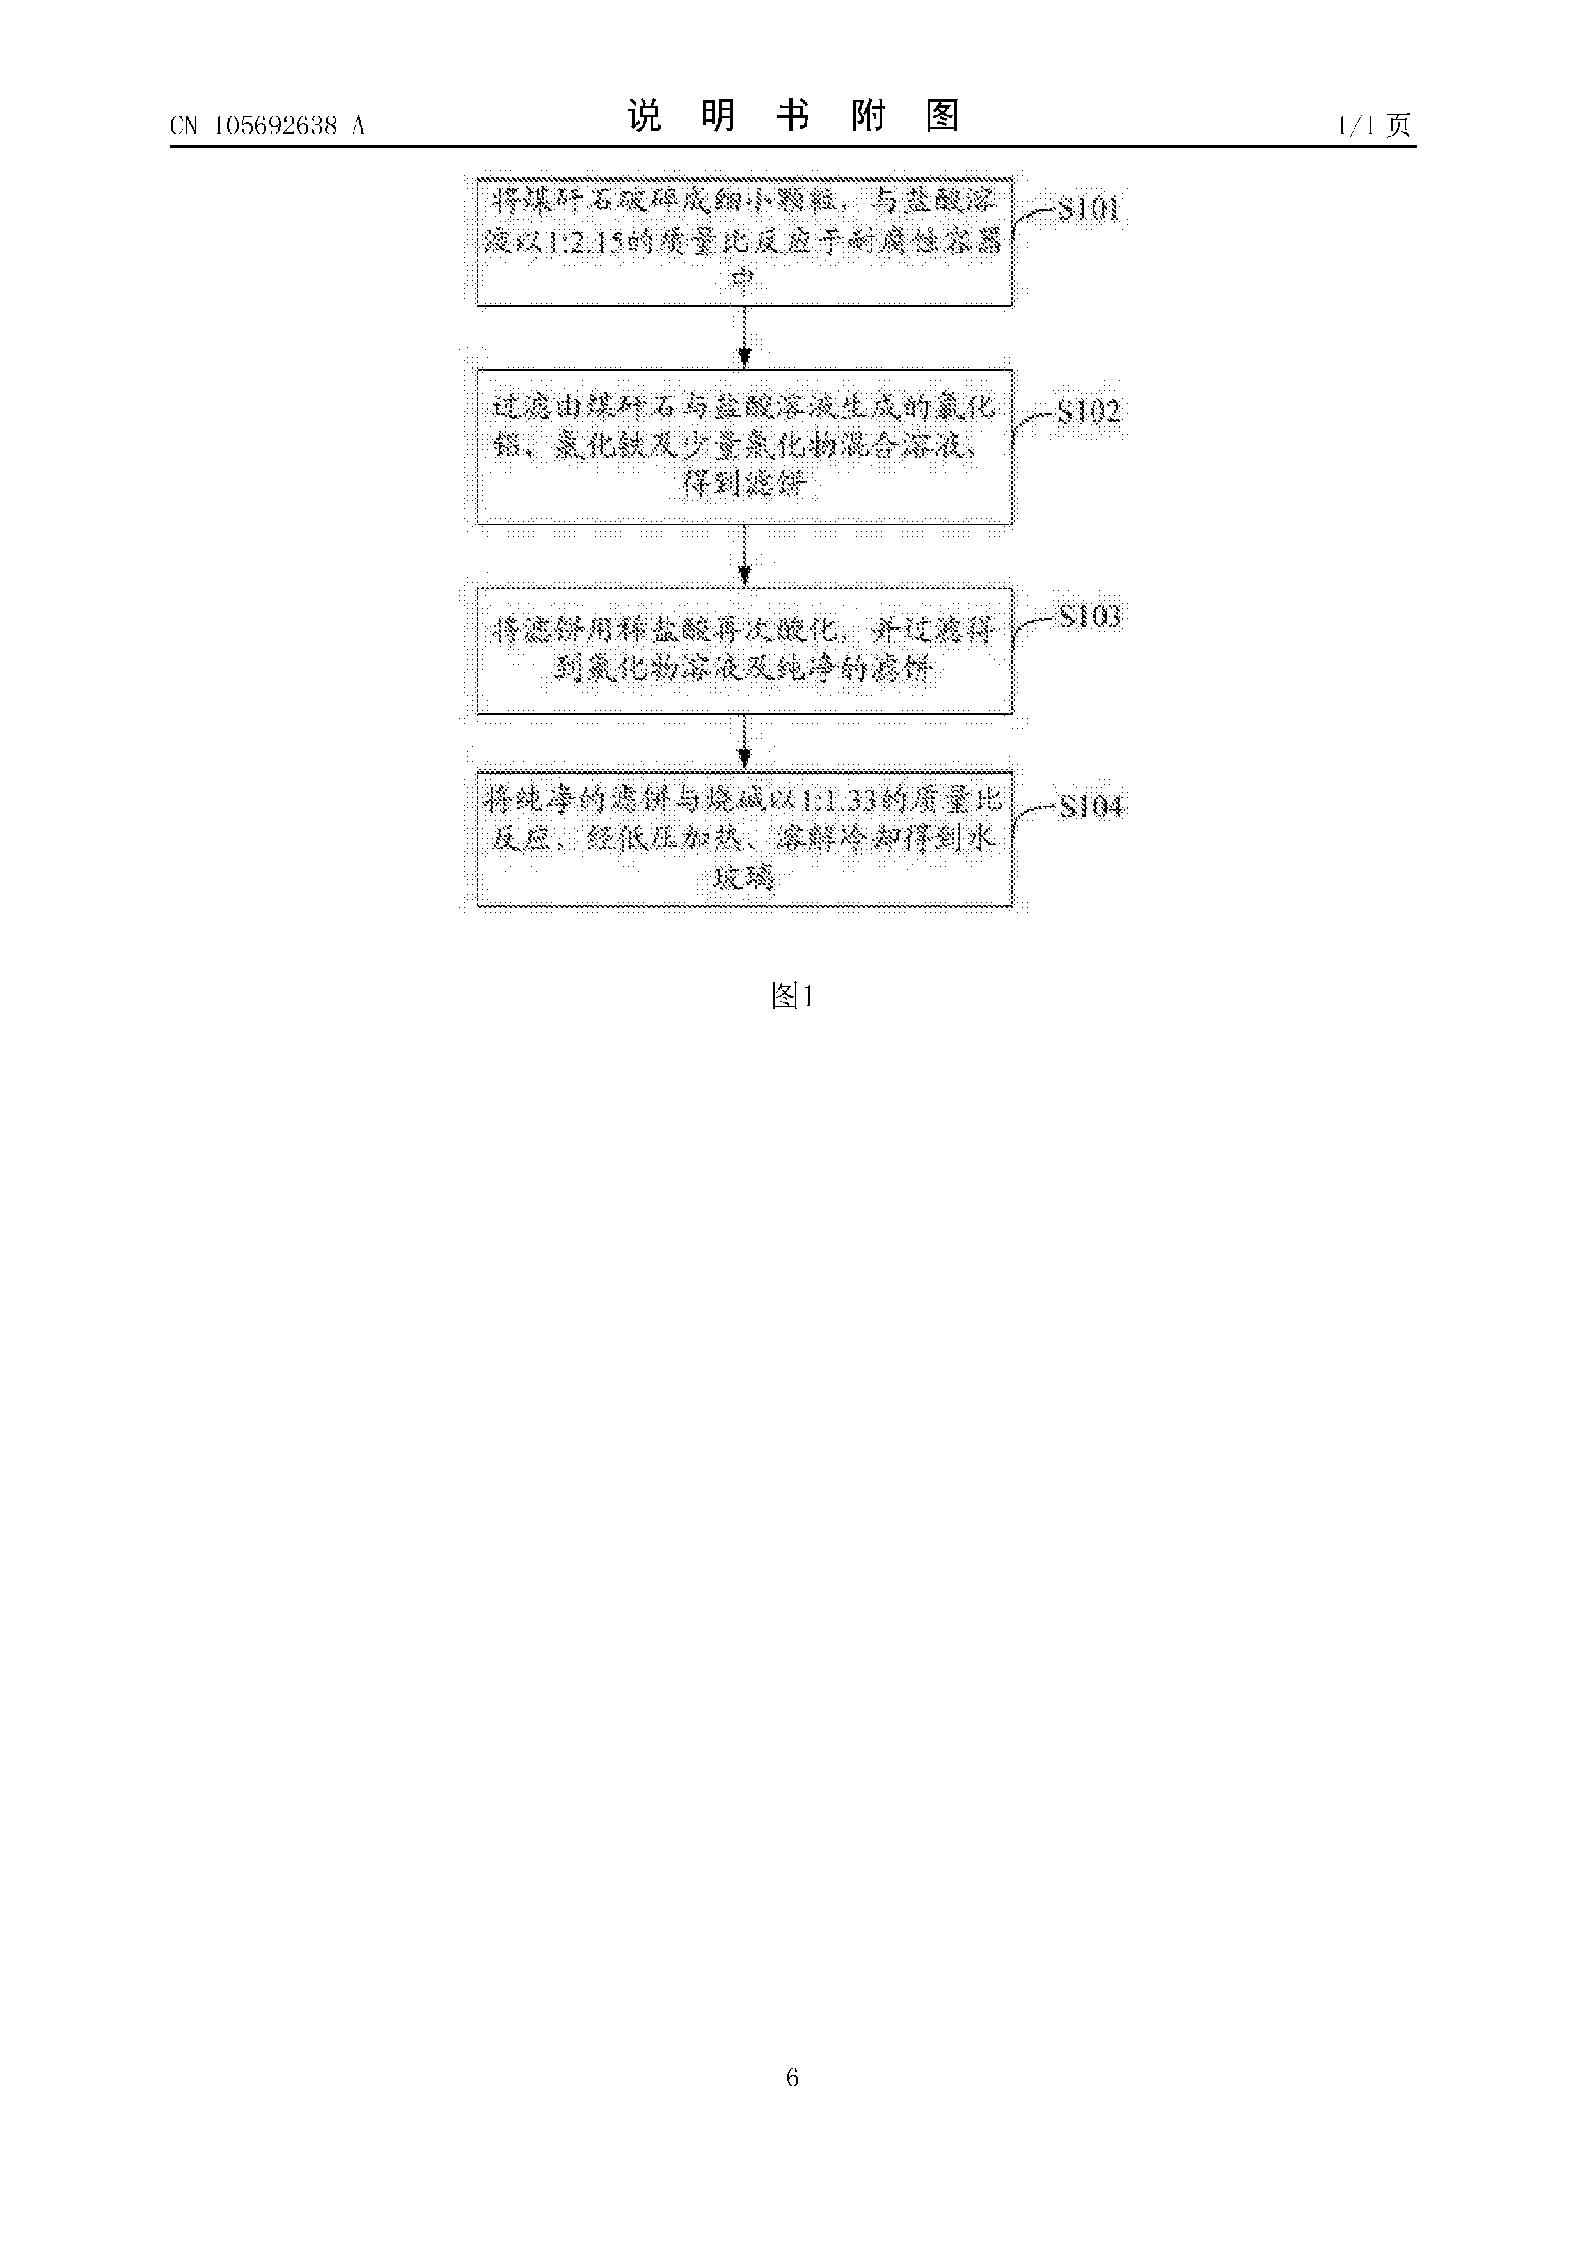 CN 105692638 A
说明书附图
1/1 页
将煤矸石破碎成细小颗粒，与盐酸溶
液以1:2.15的质量比反应于耐腐性容器
中
S101
过滤由煤矸石与盐酸溶液生成的氯化
铝、氯化铁及少量氯化物混合溶液，
得到滤饼
S102
将滤饼用稀盐酸再次酸化，并过滤得
到氯化物溶液及纯净的滤饼
S103
将纯净的滤饼与烧碱以1:1.33的质量比
反应、经低压加热、溶解冷却得到水
玻璃
S104
图1
6